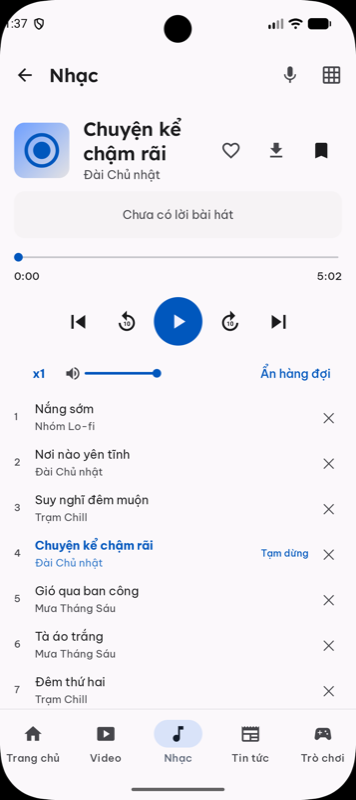 :37
Nhạc
Chuyện kể
chậm rãi
Đài Chủ nhật
Chưa có lời bài hát
0:00
5:02
10
10
x1
Ẩn hàng đợi
1
Nắng sớm
Nhóm Lo-fi
2
Nơi nào yên tĩnh
Đài Chủ nhật
3
Suy nghĩ đêm muộn
Trạm Chill
4
Chuyện kể chậm rãi
Đài Chủ nhật
Tạm dừng
5
Gió qua ban công
Mưa Tháng Sáu
6
Tà áo trắng
Mưa Tháng Sáu
7
Đêm thứ hai
Trạm Chill
Trang chủ
Video
Nhạc
Tin tức
Trò chơi